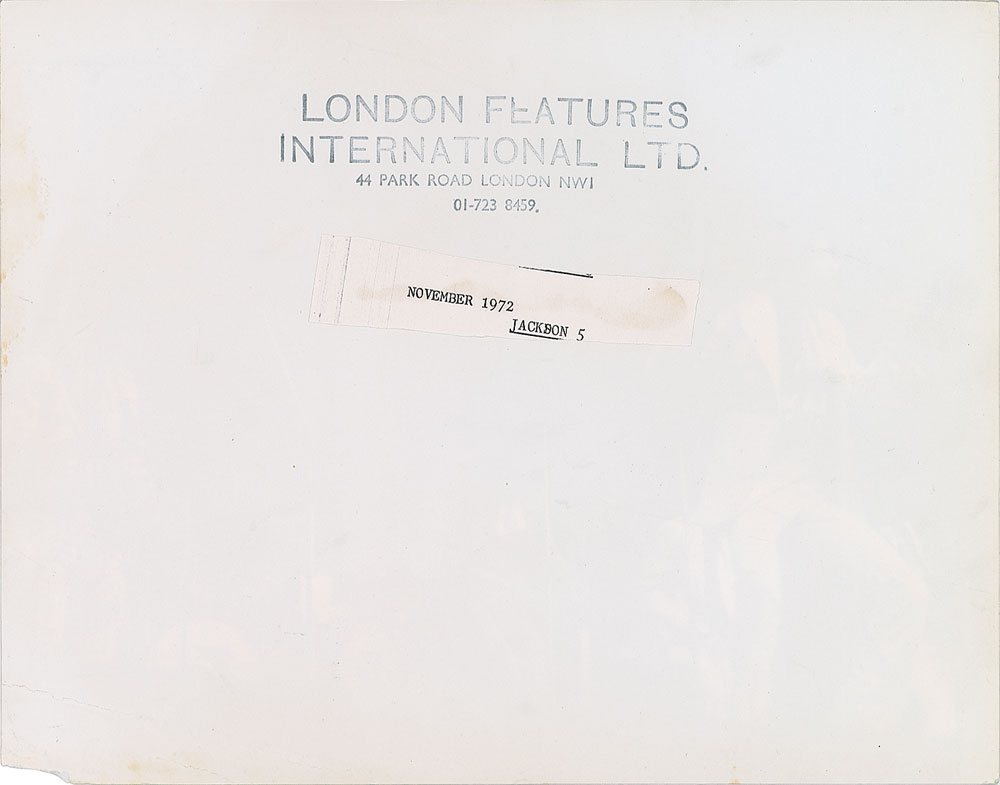 LONDON FEATURES
INTERNATIONAL LTD.
44 PARK ROAD LONDON NW1
01-723 8459.
NOVEMBER 1972
JACKSON 5